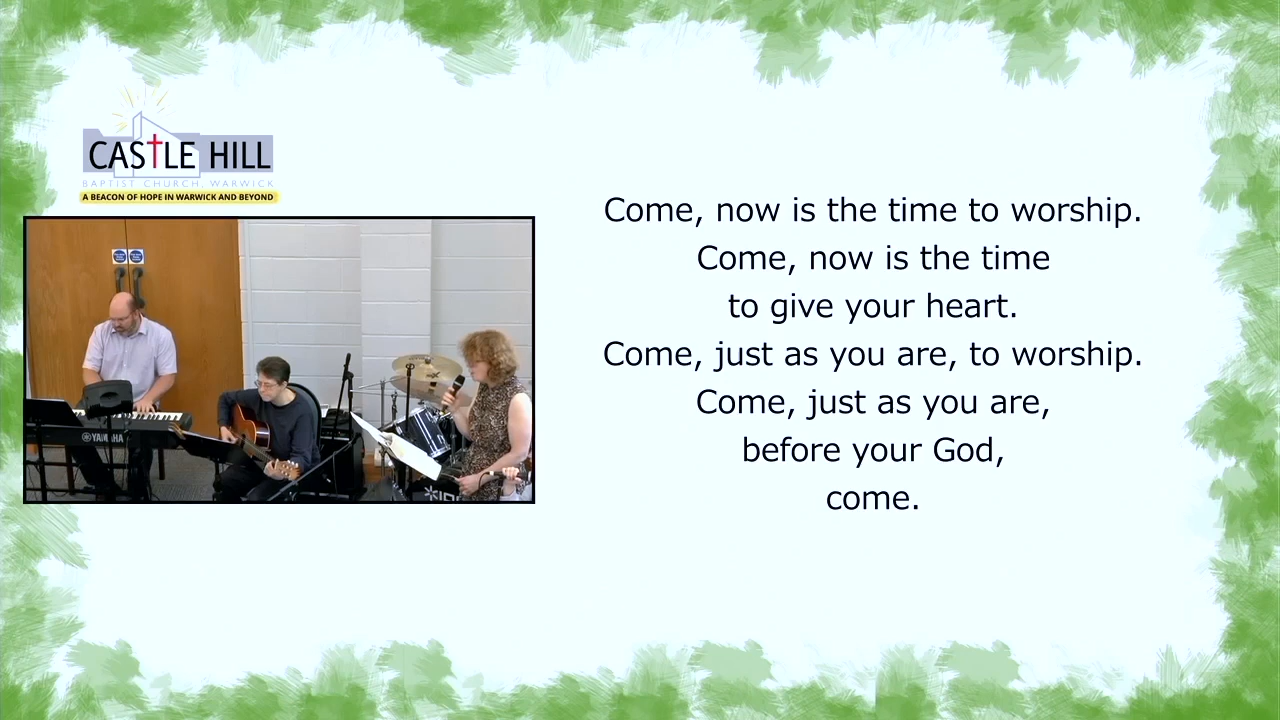 CASTLE HILL
BAPTIST CHURCH, WARWICK
A BEACON OF HOPE IN WARWICK AND BEYOND
YAMAHA
Come, now is the time to worship.
Come, now is the time
to give your heart.
Come, just as you are, to worship.
Come, just as you are,
before your God,
come.